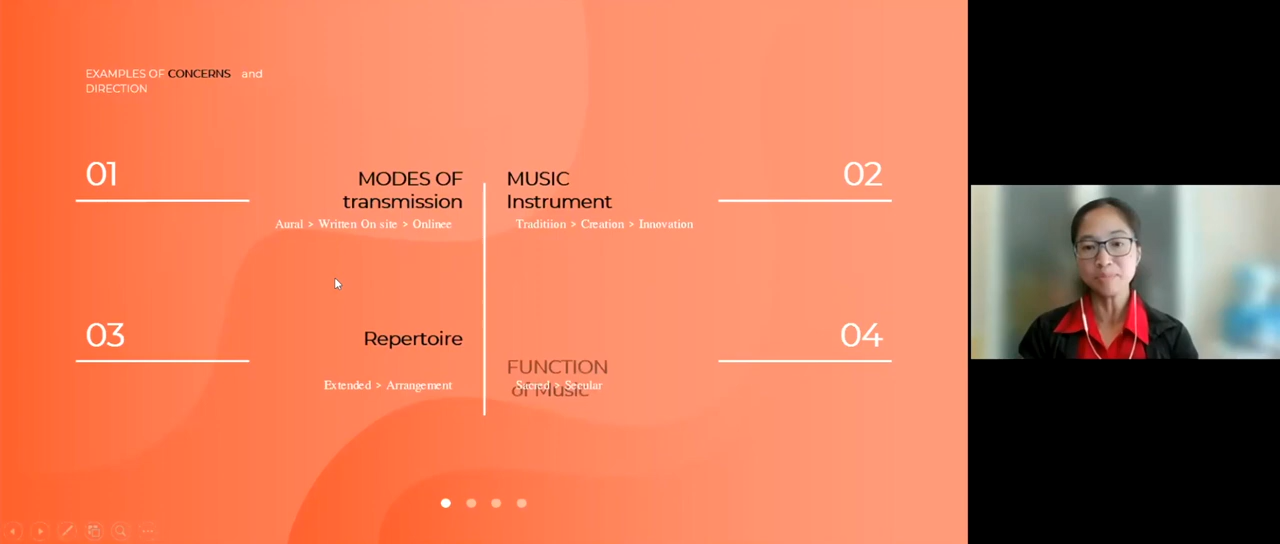 EXAMPLES OF CONCERNS and
DIRECTION
01
MODES OF
transmission
Aural > Written On site > Onlinee
MUSIC
Instrument
Traditiion > Creation > Innovation
02
03
Repertoire
Extended > Arrangement
FUNCTION
of Music
Sacred > Secular
04